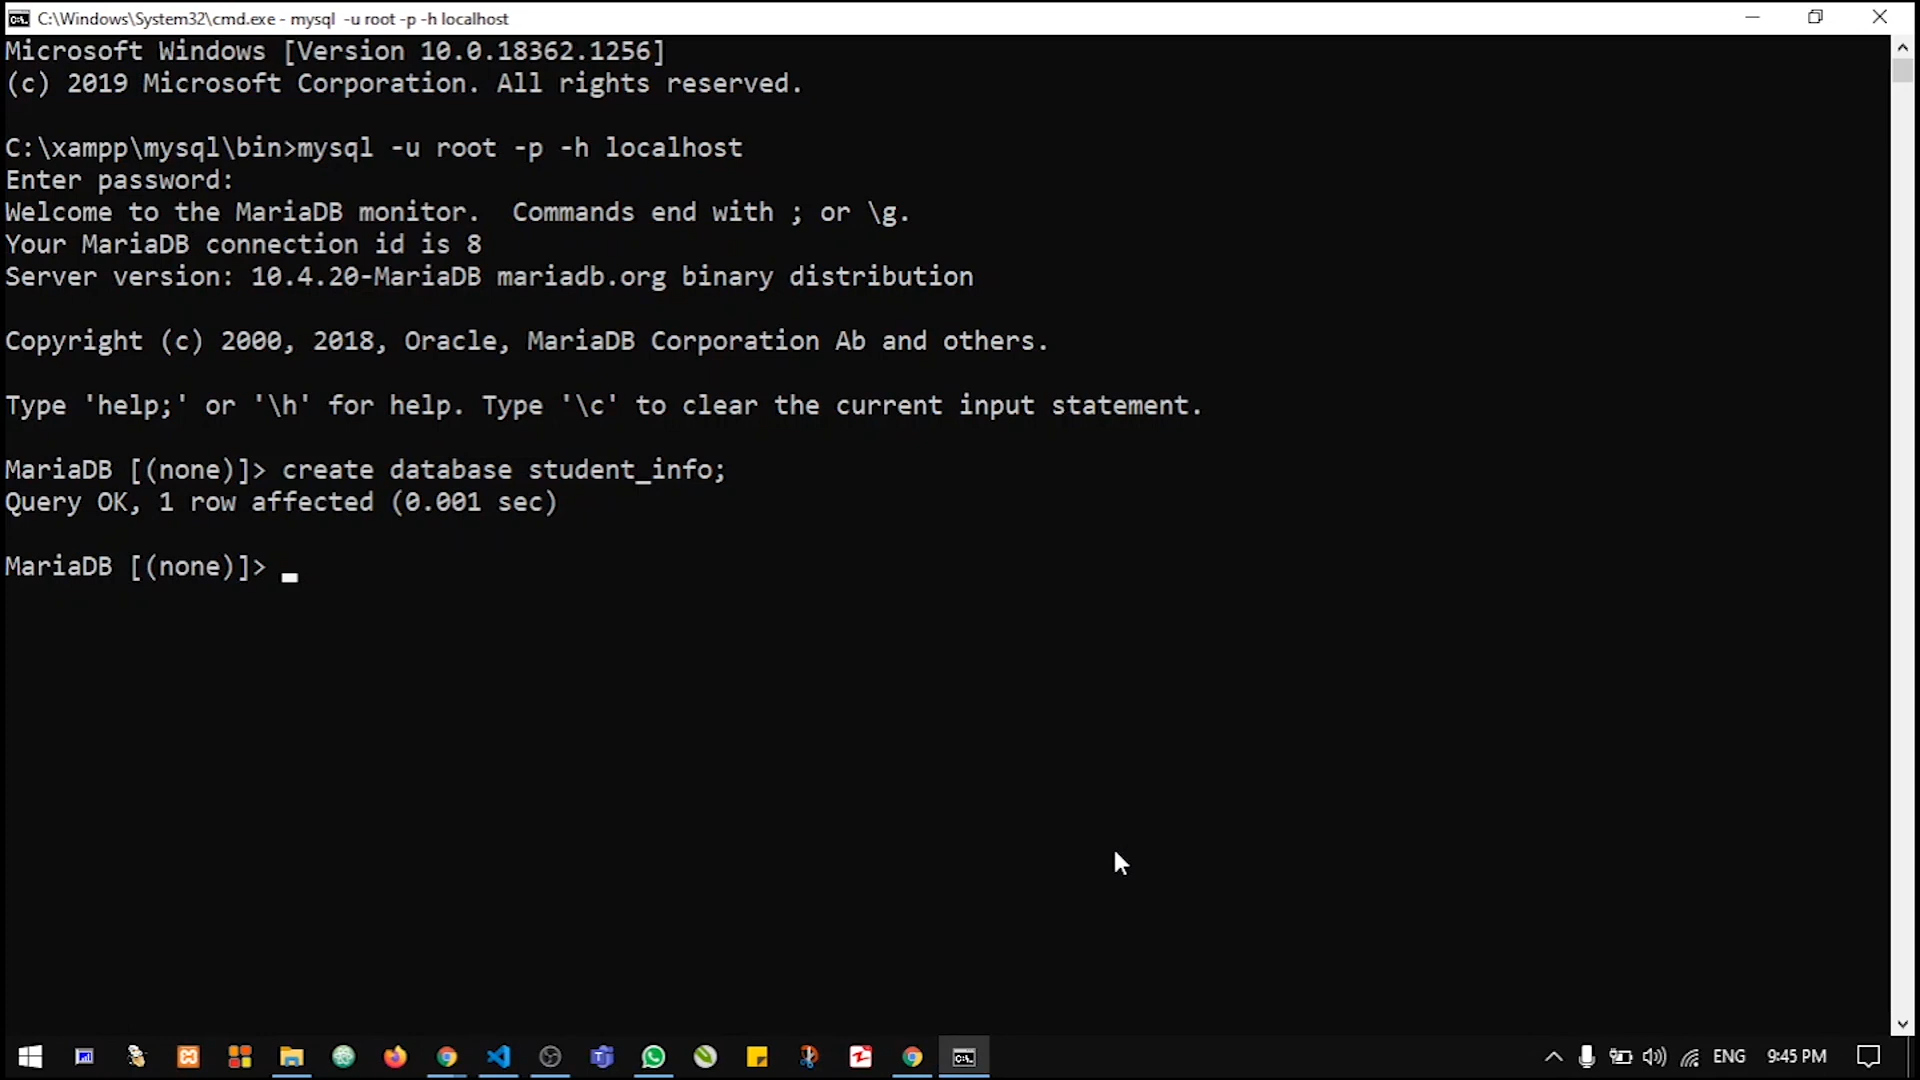 C:\Windows\System32\cmd.exe - mysql  -u root -p -h localhost
Microsoft Windows [Version 10.0.18362.1256]
(c) 2019 Microsoft Corporation. All rights reserved.
C:\xampp\mysql\bin>mysql -u root -p -h localhost
Enter password:
Welcome to the MariaDB monitor.  Commands end with ; or \g.
Your MariaDB connection id is 8
Server version: 10.4.20-MariaDB mariadb.org binary distribution
Copyright (c) 2000, 2018, Oracle, MariaDB Corporation Ab and others.
Type 'help;' or '\h' for help. Type '\c' to clear the current input statement.
MariaDB [(none)]> create database student_info;
Query OK, 1 row affected (0.001 sec)
MariaDB [(none)]> _
ENG 9:45 PM